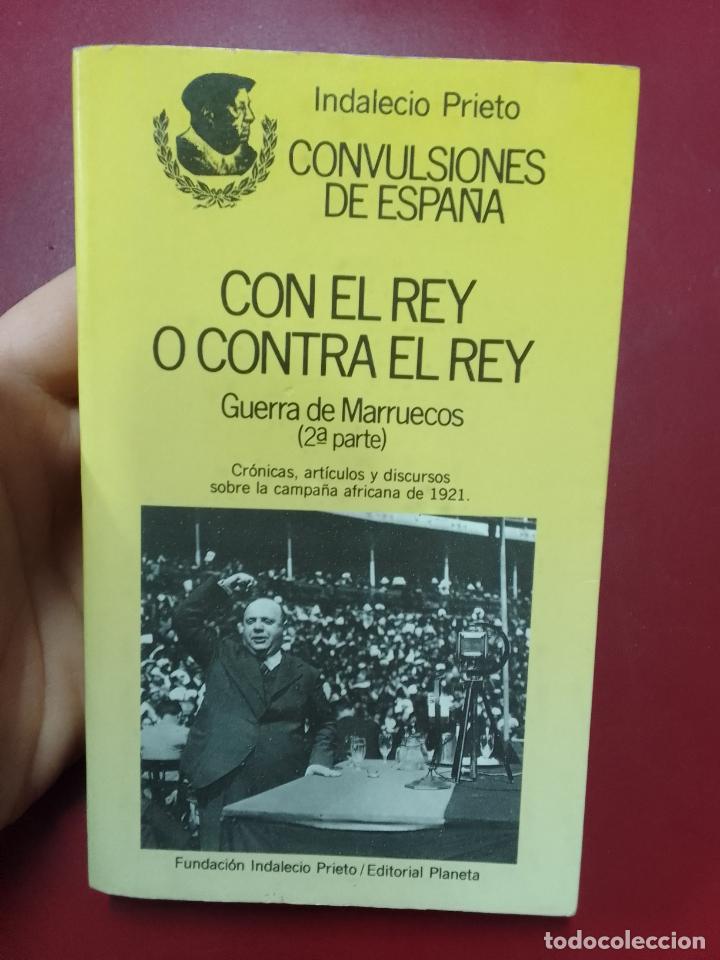 Indalecio Prieto
CONVULSIONES
DE ESPAÑA
CON EL REY
O CONTRA EL REY
Guerra de Marruecos
(2ª parte)
Crónicas, artículos y discursos
sobre la campaña africana de 1921.
Fundación Indalecio Prieto/Editorial Planeta
todocoleccion